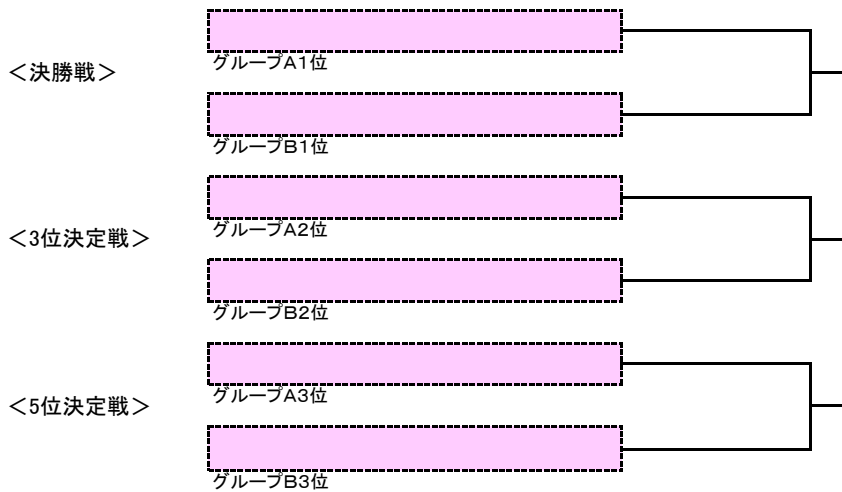 グループA1位
＜決勝戦＞
グループB1位
グループA2位
＜3位決定戦＞
グループB2位
グループA3位
＜5位決定戦＞
グループB3位